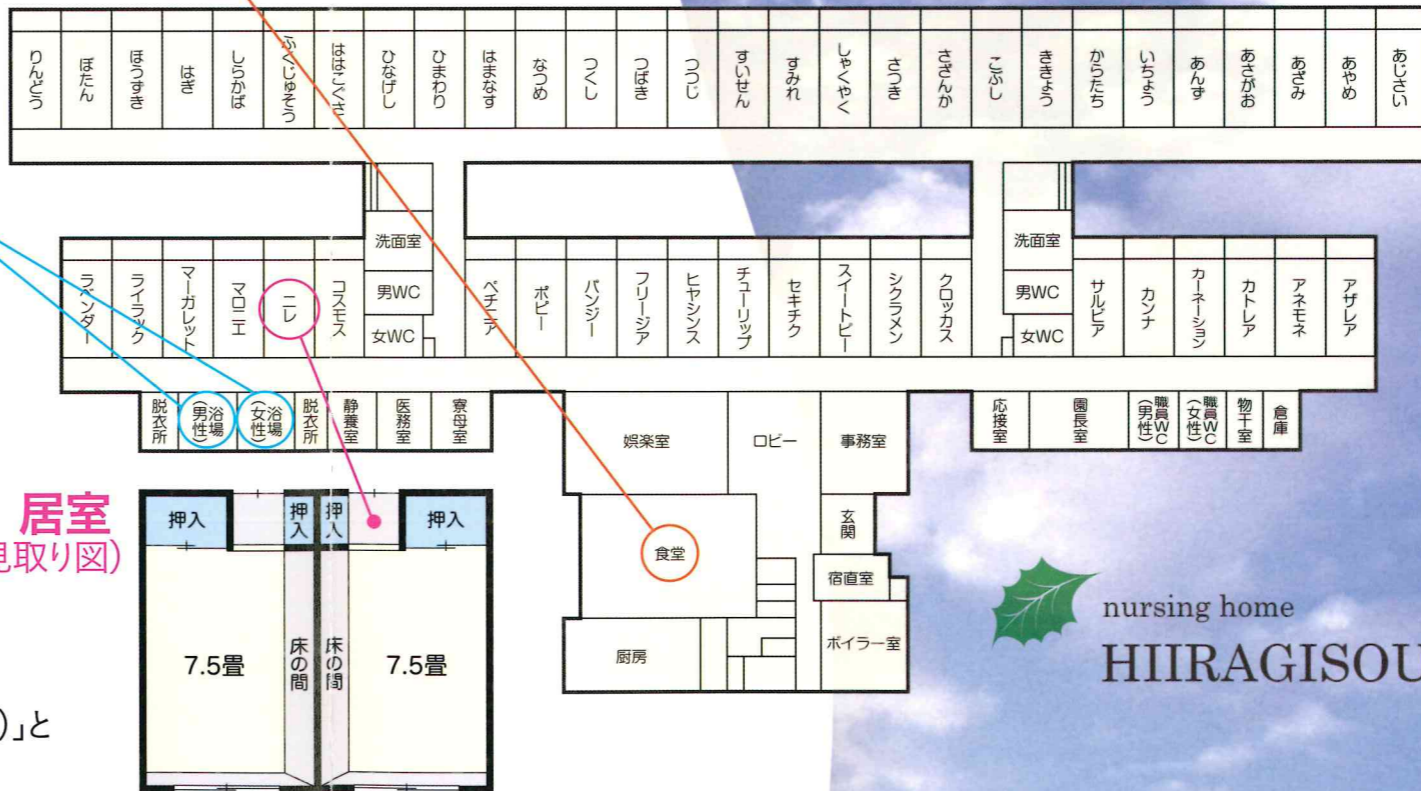 りんどう
ぼたん
ほうずき
はぎ
しらかば
ふくじゅそう
ははこぐさ
ひなげし
ひまわり
はまなす
なつめ
つくし
つばき
つつじ
すいせん
すみれ
しゃくやく
さつき
さざんか
こぶし
ききょう
からたち
いちょう
あんず
あさがお
あざみ
あやめ
あじさい
ラベンダー
ライラック
マーガレット
マロニエ
ニレ
コスモス
洗面室
男WC
女WC
ペチニア
ポピー
パンジー
フリージア
ヒヤシンス
チューリップ
セキチク
スイートピー
シクラメン
クロッカス
洗面室
男WC
女WC
サルビア
カンナ
カーネーション
カトレア
アネモネ
アザレア
脱衣所
浴場
(男性)
浴場
(女性)
脱衣所
静養室
医務室
寮母室
娯楽室
ロビー
事務室
応接室
園長室
職員WC
(男性)
職員WC
(女性)
物干室
倉庫
食堂
玄関
宿直室
厨房
ボイラー室
居室
見取り図)
押入
押入
押入
押入
7.5畳
床の間
床の間
7.5畳
)」と
nursing home
HIIRAGISOU